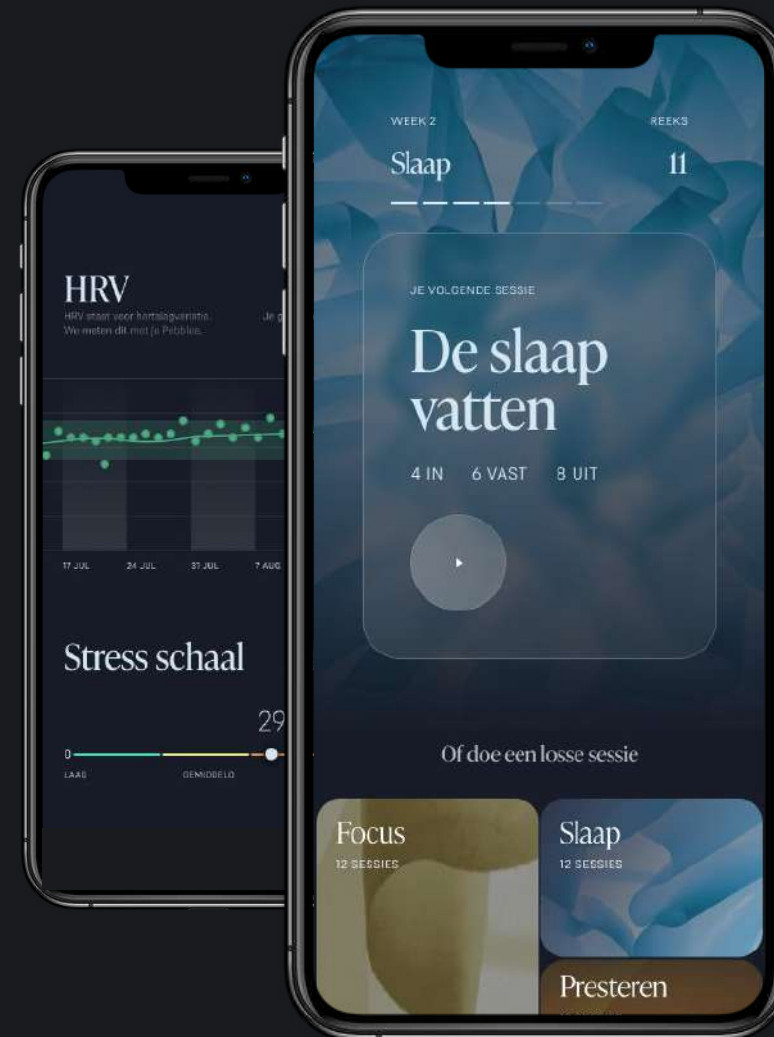 HRV
HRV staat voor hartslagvariatie.
We meten dit met je Pebbles.
Je g
17 JUL
24 JUL
31 JUL
7 AUG
Stress schaal
29
0
LAAG
GEMIDDELD
WEEK 2
REEKS
Slaap
11
JE VOLGENDE SESSIE
De slaap
vatten
4 IN 6 VAST 8 UIT
Of doe een losse sessie
Focus
12 SESSIES
Slaap
12 SESSIES
Presteren